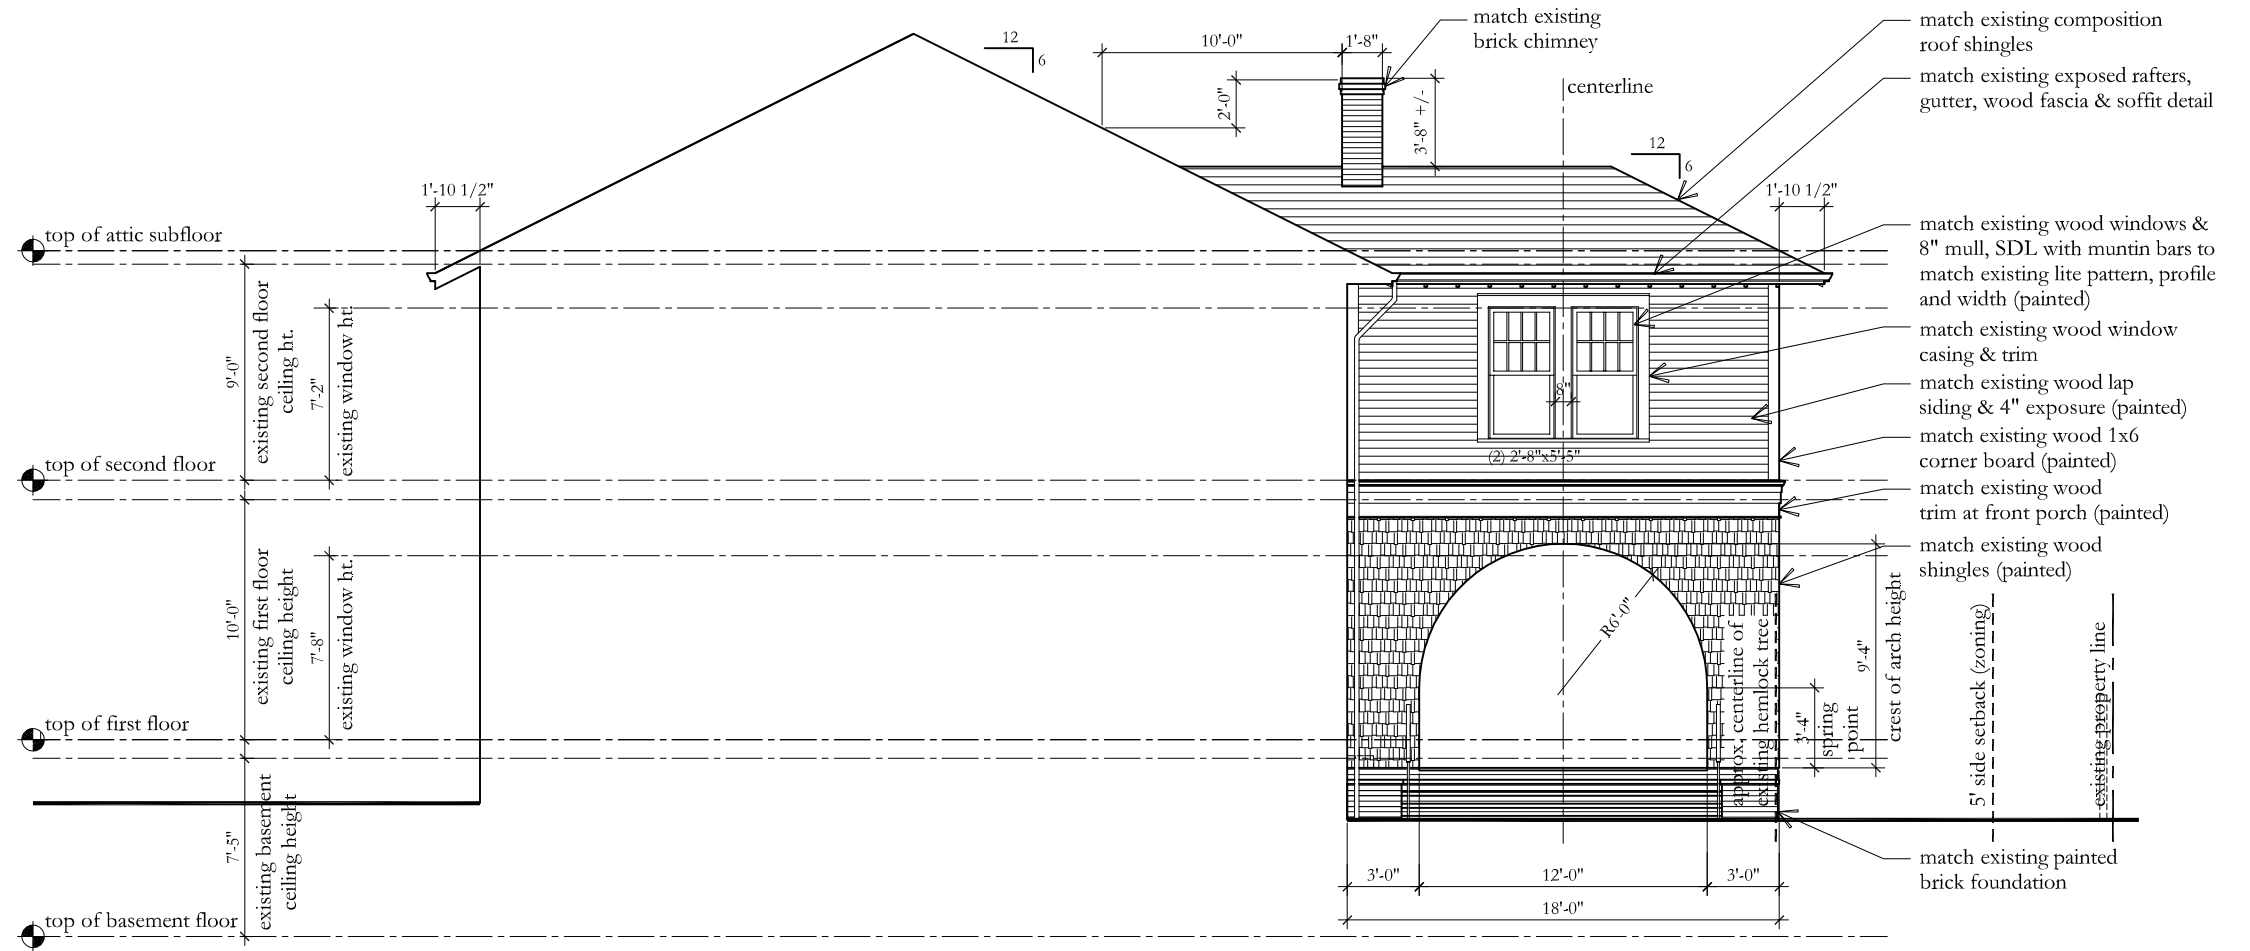 match existing
brick chimney
match existing composition
roof shingles
match existing exposed rafters,
gutter, wood fascia & soffit detail
12
6
10'-0"
1'-8"
2'-0"
3'-8" +/-
centerline
12
6
1'-10 1/2"
1'-10 1/2"
top of attic subfloor
match existing wood windows &
8" mull, SDL with muntin bars to
match existing lite pattern, profile
and width (painted)
match existing wood window
casing & trim
match existing wood lap
siding & 4" exposure (painted)
match existing wood 1x6
corner board (painted)
match existing wood
trim at front porch (painted)
match existing wood
shingles (painted)
9'-0"
existing second floor
ceiling ht.
7'-2"
existing window ht.
8"
(2) 2'-8"x5'-5"
top of second floor
10'-0"
existing first floor
ceiling height
7'-8"
existing window ht.
R6'-0"
approx. centerline of
existing hemlock tree
3'-4"
spring
point
9'-4"
crest of arch height
5' side setback (zoning)
existing property line
top of first floor
7'-5"
existing basement
ceiling height
top of basement floor
3'-0"
12'-0"
3'-0"
18'-0"
match existing painted
brick foundation